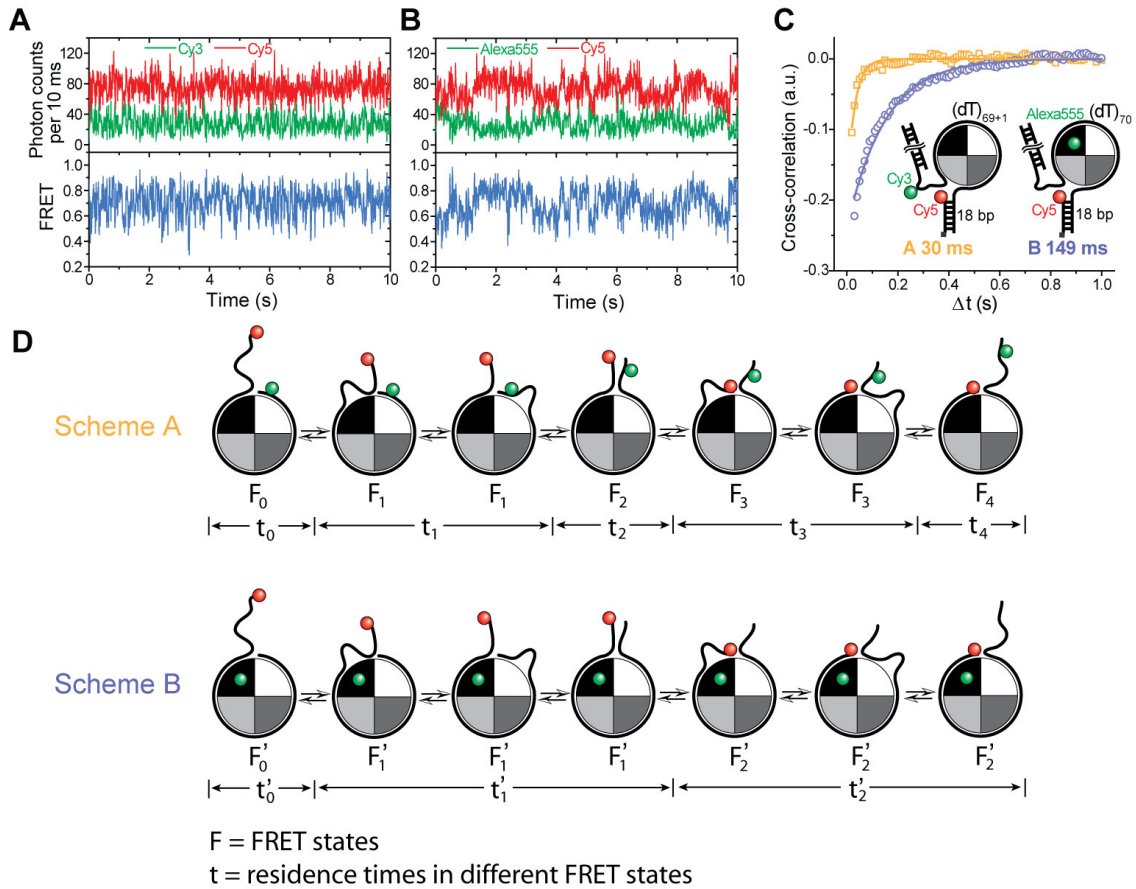 A
Cy3 Cy5
Photon counts
per 10 ms
120
80
40
0
FRET
1.0
0.8
0.6
0.4
0.2
0 2 4 6 8 10
Time (s)
B
Alexa555 Cy5
120
80
40
0
1.0
0.8
0.6
0.4
0.2
0 2 4 6 8 10
Time (s)
C
Cross-correlation (a.u.)
0.0
-0.1
-0.2
-0.3
0.0 0.2 0.4 0.6 0.8 1.0
Δt (s)
(dT)69+1
Cy3
Cy5
18 bp
A 30 ms
Alexa555 (dT)70
Cy5
18 bp
B 149 ms
D
Scheme A
F0 F1 F1 F2 F3 F3 F4
t0 t1 t2 t3 t4
Scheme B
F'0 F'1 F'1 F'1 F'2 F'2 F'2
t'0 t'1 t'2
F = FRET states
t = residence times in different FRET states